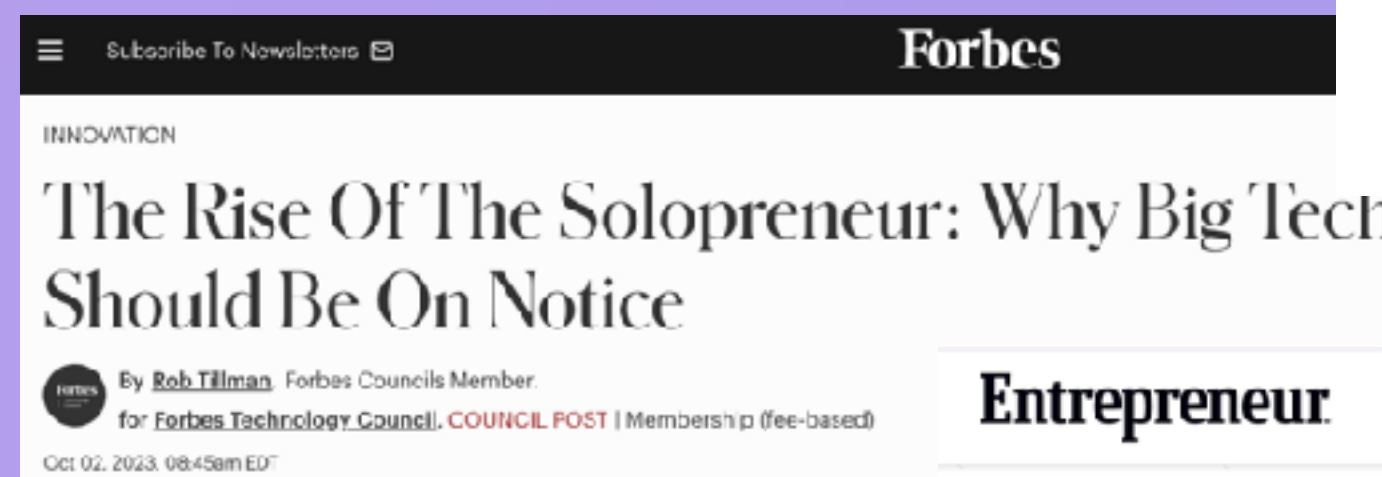 Subscribe To Newsletters
Forbes
INNOVATION
The Rise Of The Solopreneur: Why Big Tech
Should Be On Notice
Forbes
By Rob Tillman, Forbes Councils Member.
for Forbes Technology Council, COUNCIL POST | Membership (fee-based)
Entrepreneur
Oct 02, 2023, 08:45am EDT